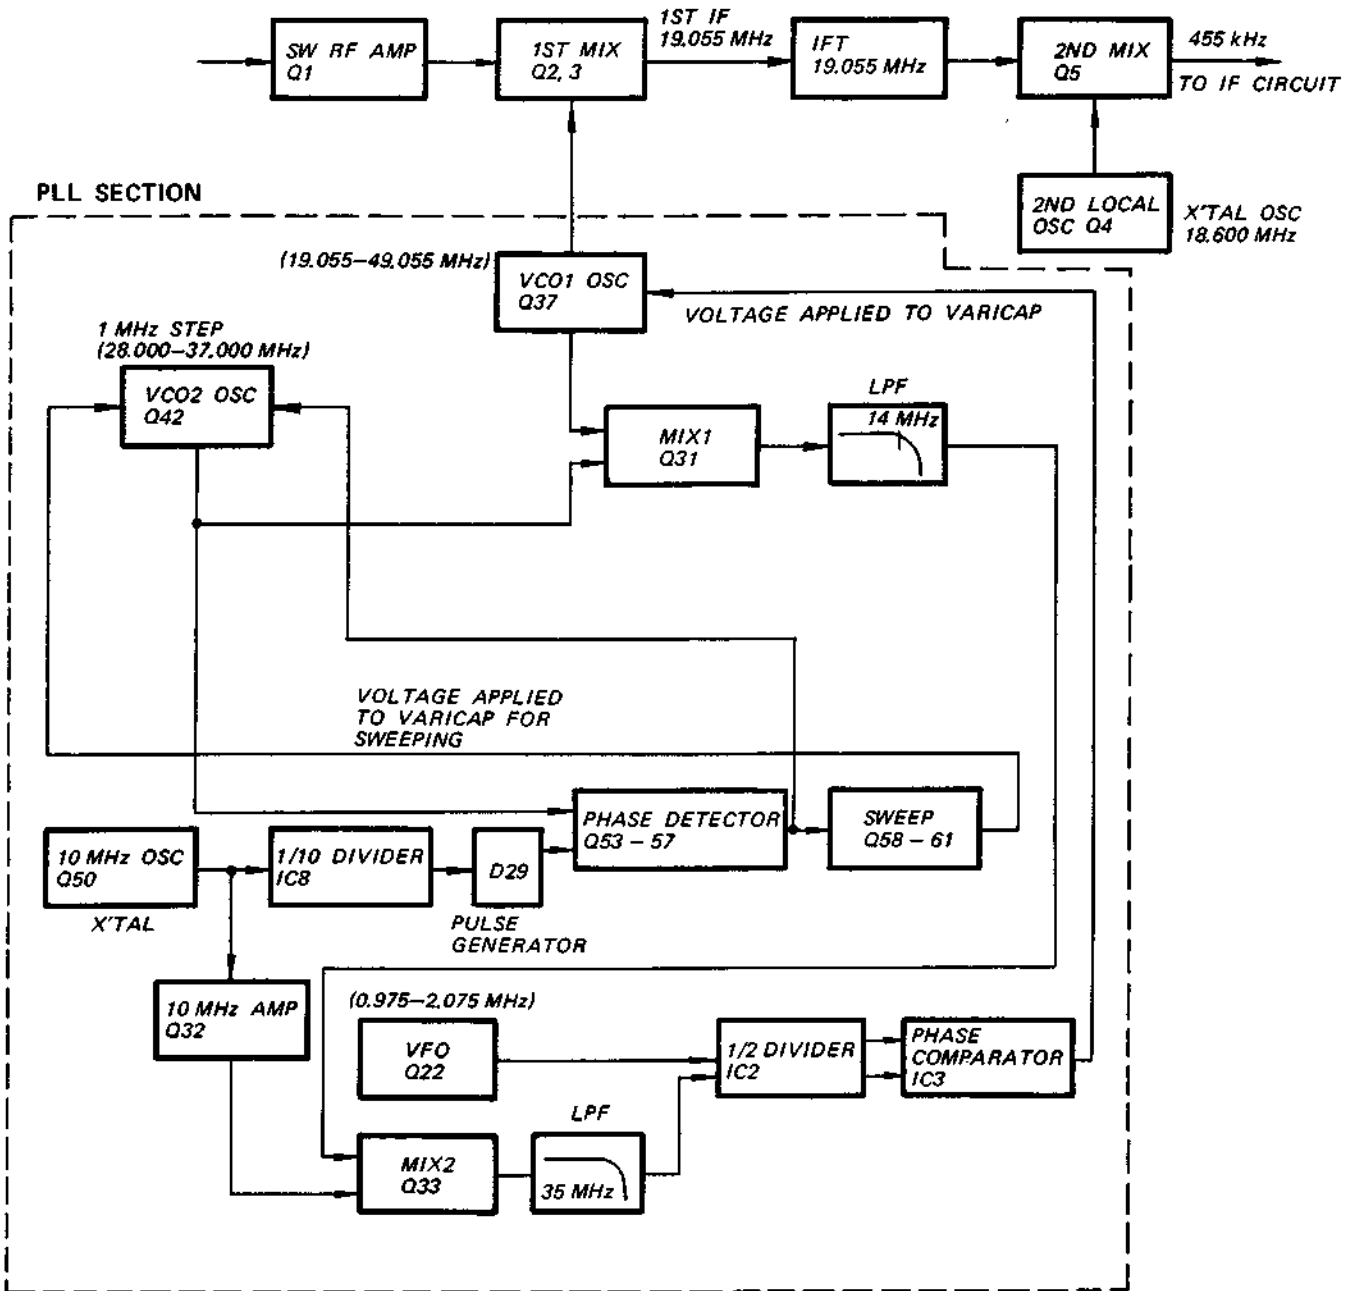 SW RF AMP
Q1
1ST MIX
Q2, 3
1ST IF
19.055 MHz
IFT
19.055 MHz
2ND MIX
Q5
455 kHz
TO IF CIRCUIT
2ND LOCAL
OSC Q4
X'TAL OSC
18.600 MHz
PLL SECTION
(19.055–49.055 MHz)
VCO1 OSC
Q37
VOLTAGE APPLIED TO VARICAP
1 MHz STEP
(28.000–37.000 MHz)
VCO2 OSC
Q42
MIX1
Q31
LPF
14 MHz
VOLTAGE APPLIED
TO VARICAP FOR
SWEEPING
PHASE DETECTOR
Q53 – 57
SWEEP
Q58 – 61
10 MHz OSC
Q50
X'TAL
1/10 DIVIDER
IC8
D29
PULSE
GENERATOR
10 MHz AMP
Q32
(0.975–2.075 MHz)
VFO
Q22
1/2 DIVIDER
IC2
PHASE
COMPARATOR
IC3
MIX2
Q33
LPF
35 MHz